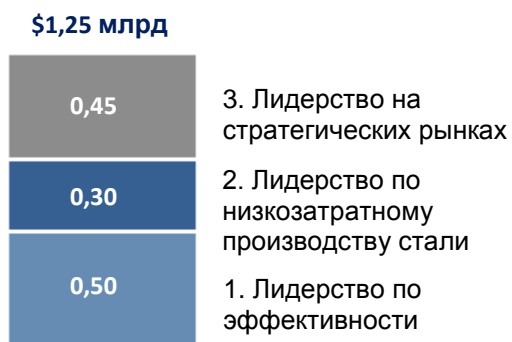 $1,25 млрд
0,45
3. Лидерство на
стратегических рынках
0,30
2. Лидерство по
низкозатратному
производству стали
0,50
1. Лидерство по
эффективности